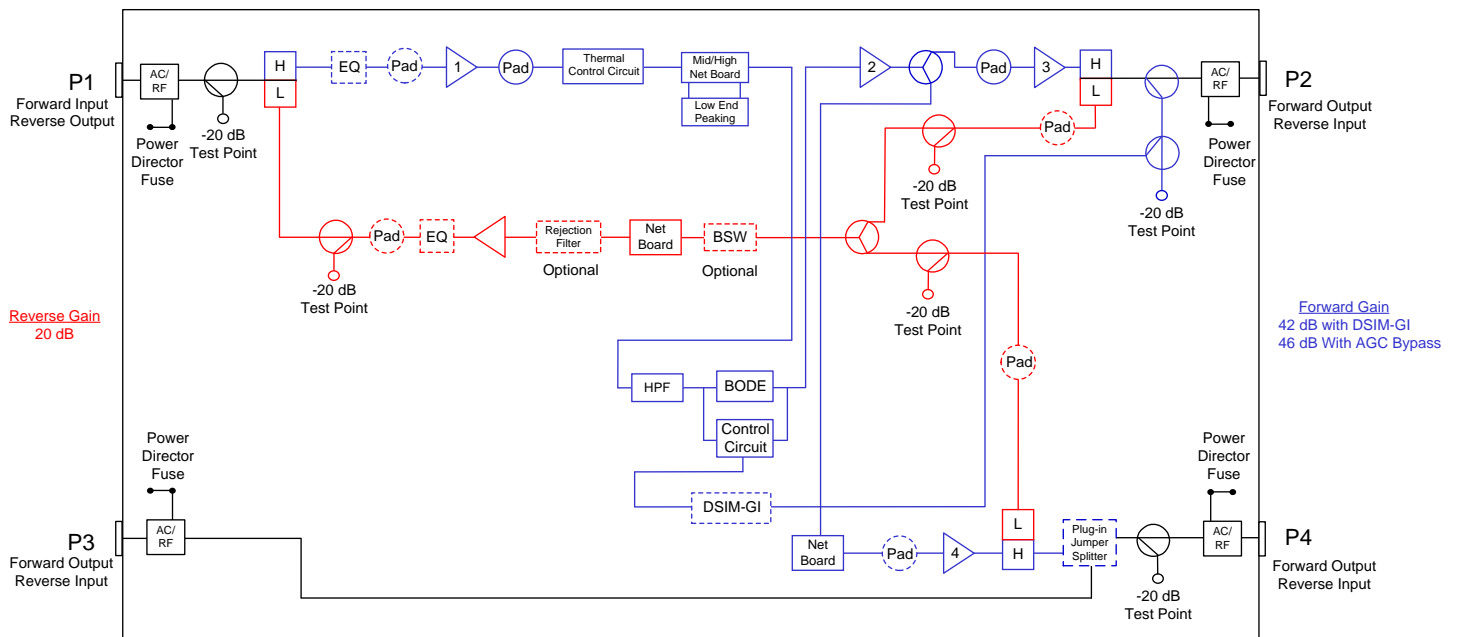 P1
Forward Input
Reverse Output
AC/
RF
Power
Director
Fuse
-20 dB
Test Point
H
L
EQ
Pad
1
Pad
Thermal
Control Circuit
Mid/High
Net Board
Low End
Peaking
2
Pad
3
H
L
AC/
RF
P2
Forward Output
Reverse Input
Power
Director
Fuse
-20 dB
Test Point
Pad
-20 dB
Test Point
-20 dB
Test Point
Pad
EQ
Rejection
Filter
Optional
Net
Board
BSW
Optional
-20 dB
Test Point
Reverse Gain
20 dB
Forward Gain
42 dB with DSIM-GI
46 dB With AGC Bypass
Pad
HPF
BODE
Control
Circuit
DSIM-GI
Power
Director
Fuse
P3
Forward Output
Reverse Input
AC/
RF
Net
Board
Pad
4
L
H
Plug-in
Jumper
Splitter
-20 dB
Test Point
Power
Director
Fuse
AC/
RF
P4
Forward Output
Reverse Input